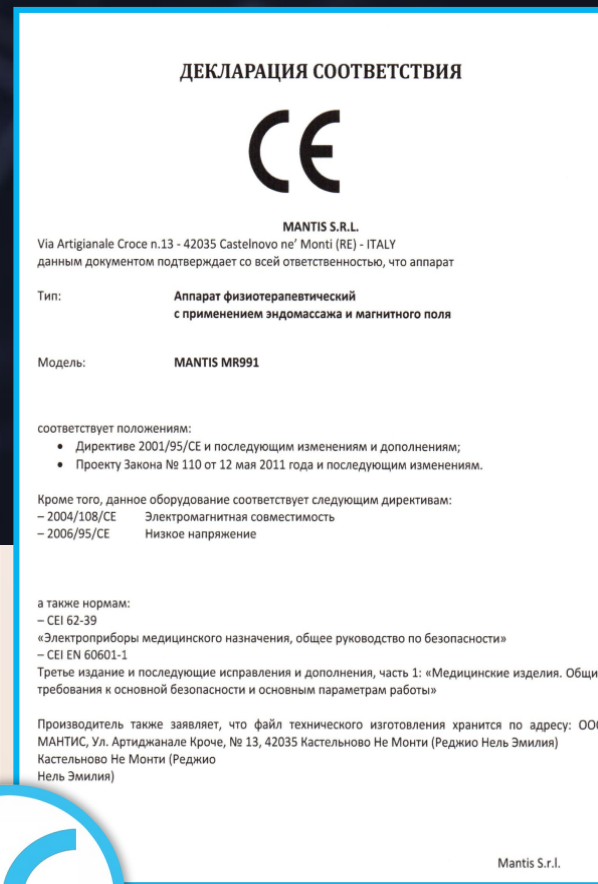 ДЕКЛАРАЦИЯ СООТВЕТСТВИЯ
CE
MANTIS S.R.L.
Via Artigianale Croce n.13 - 42035 Castelnovo ne’ Monti (RE) - ITALY
данным документом подтверждает со всей ответственностью, что аппарат
Тип: Аппарат физиотерапевтический
с применением эндомассажа и магнитного поля
Модель: MANTIS MR991
соответствует положениям:
• Директиве 2001/95/CE и последующим изменениям и дополнениям;
• Проекту Закона № 110 от 12 мая 2011 года и последующим изменениям.
Кроме того, данное оборудование соответствует следующим директивам:
– 2004/108/CE Электромагнитная совместимость
– 2006/95/CE Низкое напряжение
а также нормам:
– CEI 62-39
«Электроприборы медицинского назначения, общее руководство по безопасности»
– CEI EN 60601-1
Третье издание и последующие исправления и дополнения, часть 1: «Медицинские изделия. Общи
требования к основной безопасности и основным параметрам работы»
Производитель также заявляет, что файл технического изготовления хранится по адресу: ООО
МАНТИС, Ул. Артиджанале Кроче, № 13, 42035 Кастельново Не Монти (Реджио Нель Эмилия)
Кастельново Не Монти (Реджио
Нель Эмилия)
Mantis S.r.l.